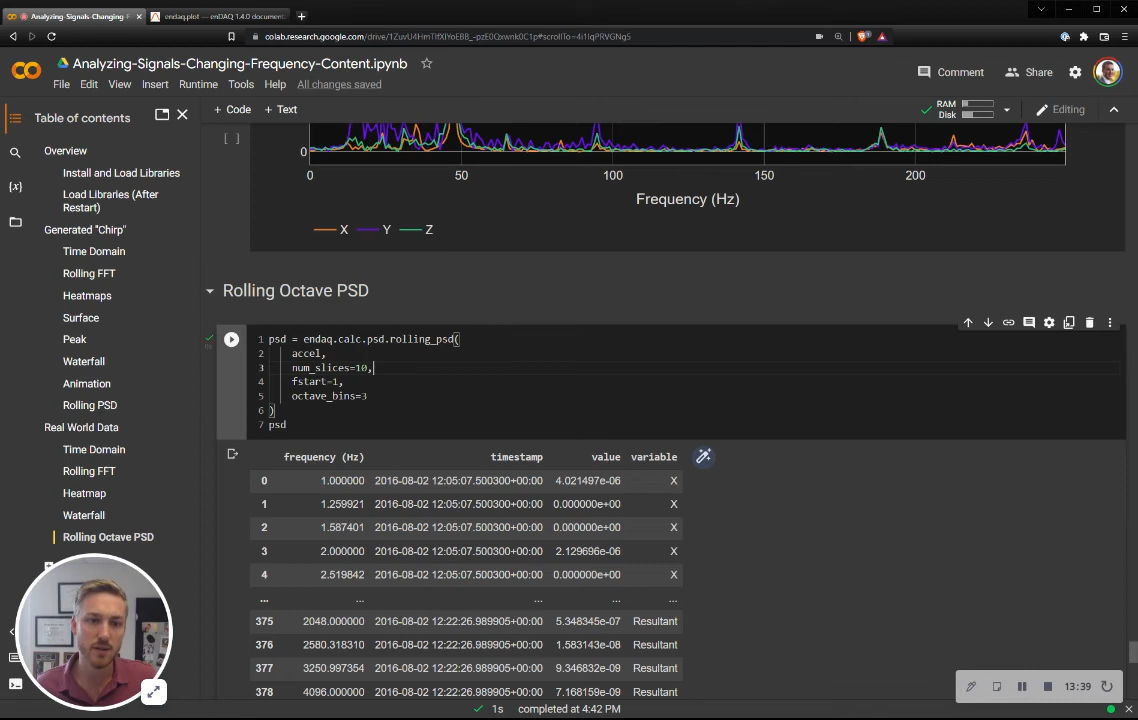 Analyzing-Signals-Changing-F
endaq.plot — enDAQ 1.4.0 document
colab.research.google.com/drive/
Analyzing-Signals-Changing-Frequency-Content.ipynb
File Edit View Insert Runtime Tools Help All changes saved
Comment Share
+ Code + Text
RAM
Disk
Editing
Table of contents
Overview
Install and Load Libraries
Load Libraries (After
Restart)
Generated "Chirp"
Time Domain
Rolling FFT
Heatmaps
Surface
Peak
Waterfall
Animation
Rolling PSD
Real World Data
Time Domain
Rolling FFT
Heatmap
Waterfall
Rolling Octave PSD
[ ]
0
0 50 100 150 200
Frequency (Hz)
X Y Z
Rolling Octave PSD
1 psd = endaq.calc.psd.rolling_psd(
2 accel,
3 num_slices=10,
4 fstart=1,
5 octave_bins=3
6 )
7 psd
frequency (Hz) timestamp value variable
0 1.000000 2016-08-02 12:05:07.500300+00:00 4.021497e-06 X
1 1.259921 2016-08-02 12:05:07.500300+00:00 0.000000e+00 X
2 1.587401 2016-08-02 12:05:07.500300+00:00 0.000000e+00 X
3 2.000000 2016-08-02 12:05:07.500300+00:00 2.129696e-06 X
4 2.519842 2016-08-02 12:05:07.500300+00:00 0.000000e+00 X
... ... ... ... ...
375 2048.000000 2016-08-02 12:22:26.989905+00:00 5.348345e-07 Resultant
376 2580.318310 2016-08-02 12:22:26.989905+00:00 1.583143e-08 Resultant
377 3250.997354 2016-08-02 12:22:26.989905+00:00 9.346832e-09 Resultant
378 4096.000000 2016-08-02 12:22:26.989905+00:00 7.168159e-09 Resultant
13:39
1s completed at 4:42 PM